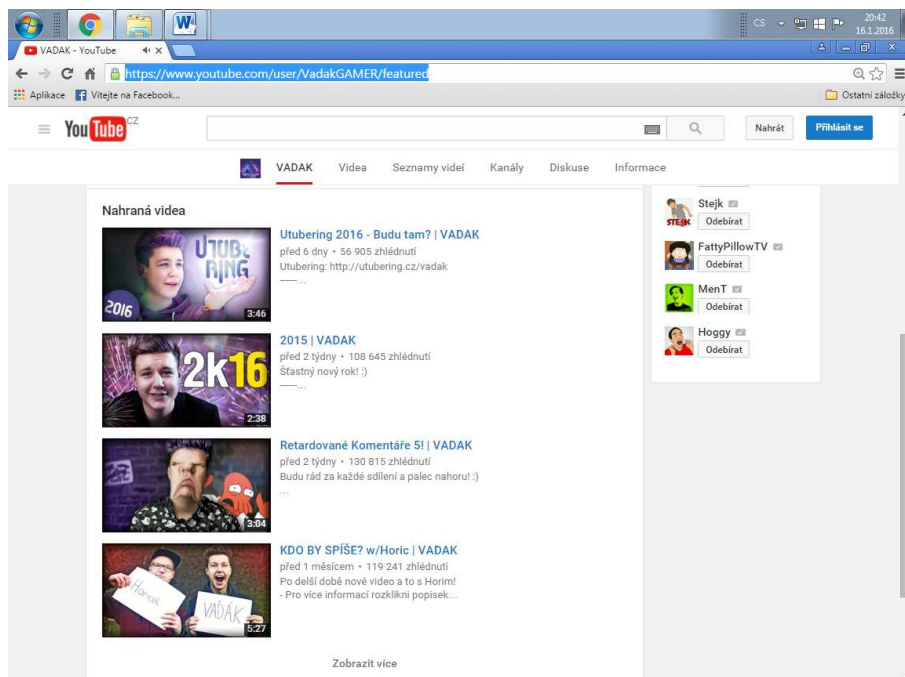 CS
20:42
16.1.2016
VADAK - YouTube
https://www.youtube.com/user/VadakGAMER/featured
Aplikace Vítejte na Facebook...
Ostatní záložky
YouTube CZ
Nahrát
Přihlásit se
VADAK Videa Seznamy videí Kanály Diskuse Informace
Nahraná videa
UTUBERING
2016
3:46
Utubering 2016 - Budu tam? | VADAK
před 6 dny • 56 905 zhlédnutí
Utubering: http://utubering.cz/vadak
-----...
2k16
2:38
2015 | VADAK
před 2 týdny • 108 645 zhlédnutí
Šťastný nový rok! :)
-----...
3:04
Retardované Komentáře 5! | VADAK
před 2 týdny • 130 815 zhlédnutí
Budu rád za každé sdílení a palec nahoru! :)
...
VAĎÁK
5:27
KDO BY SPÍŠE? w/Horic | VADAK
před 1 měsícem • 119 241 zhlédnutí
Po delší době nové video a to s Horim!
- Pro více informací rozklikni popisek...
Zobrazit více
STEJK
Stejk
Odebírat
FattyPillowTV
Odebírat
MenT
Odebírat
Hoggy
Odebírat